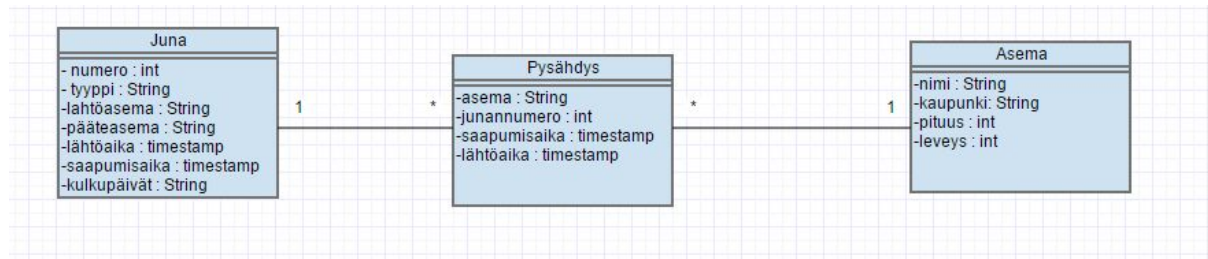 Juna
- numero : int
- tyyppi : String
-lahtöasema : String
-pääteasema : String
-lähtöaika : timestamp
-saapumisaika : timestamp
-kulkupäivät : String
1
*
Pysähdys
-asema : String
-junannumero : int
-saapumisaika : timestamp
-lähtöaika : timestamp
*
1
Asema
-nimi : String
-kaupunki: String
-pituus : int
-leveys : int